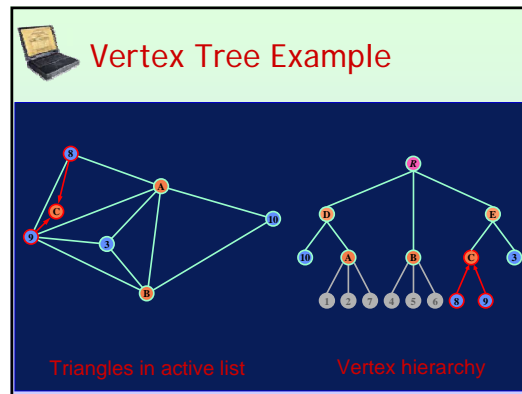 Vertex Tree Example
8
A
C
10
9
3
B
R
D
E
10
A
B
C
3
1 2 7 4 5 6 8 9
Triangles in active list
Vertex hierarchy